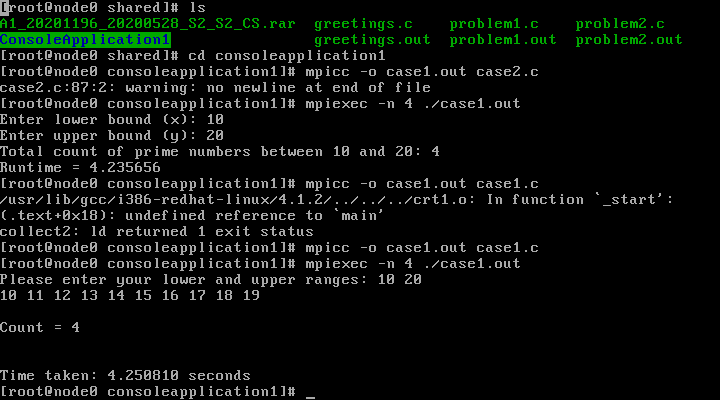 [root@node0 shared]# ls
A1_20201196_20200528_S2_S2_CS.rar  greetings.c    problem1.c    problem2.c
ConsoleApplication1                greetings.out  problem1.out  problem2.out
[root@node0 shared]# cd consoleapplication1
[root@node0 consoleapplication1]# mpicc -o case1.out case2.c
case2.c:87:2: warning: no newline at end of file
[root@node0 consoleapplication1]# mpiexec -n 4 ./case1.out
Enter lower bound (x): 10
Enter upper bound (y): 20
Total count of prime numbers between 10 and 20: 4
Runtime = 4.235656
[root@node0 consoleapplication1]# mpicc -o case1.out case1.c
/usr/lib/gcc/i386-redhat-linux/4.1.2/../../../crt1.o: In function `_start':
(.text+0x18): undefined reference to `main'
collect2: ld returned 1 exit status
[root@node0 consoleapplication1]# mpicc -o case1.out case1.c
[root@node0 consoleapplication1]# mpiexec -n 4 ./case1.out
Please enter your lower and upper ranges: 10 20
10 11 12 13 14 15 16 17 18 19
Count = 4
Time taken: 4.250810 seconds
[root@node0 consoleapplication1]# _